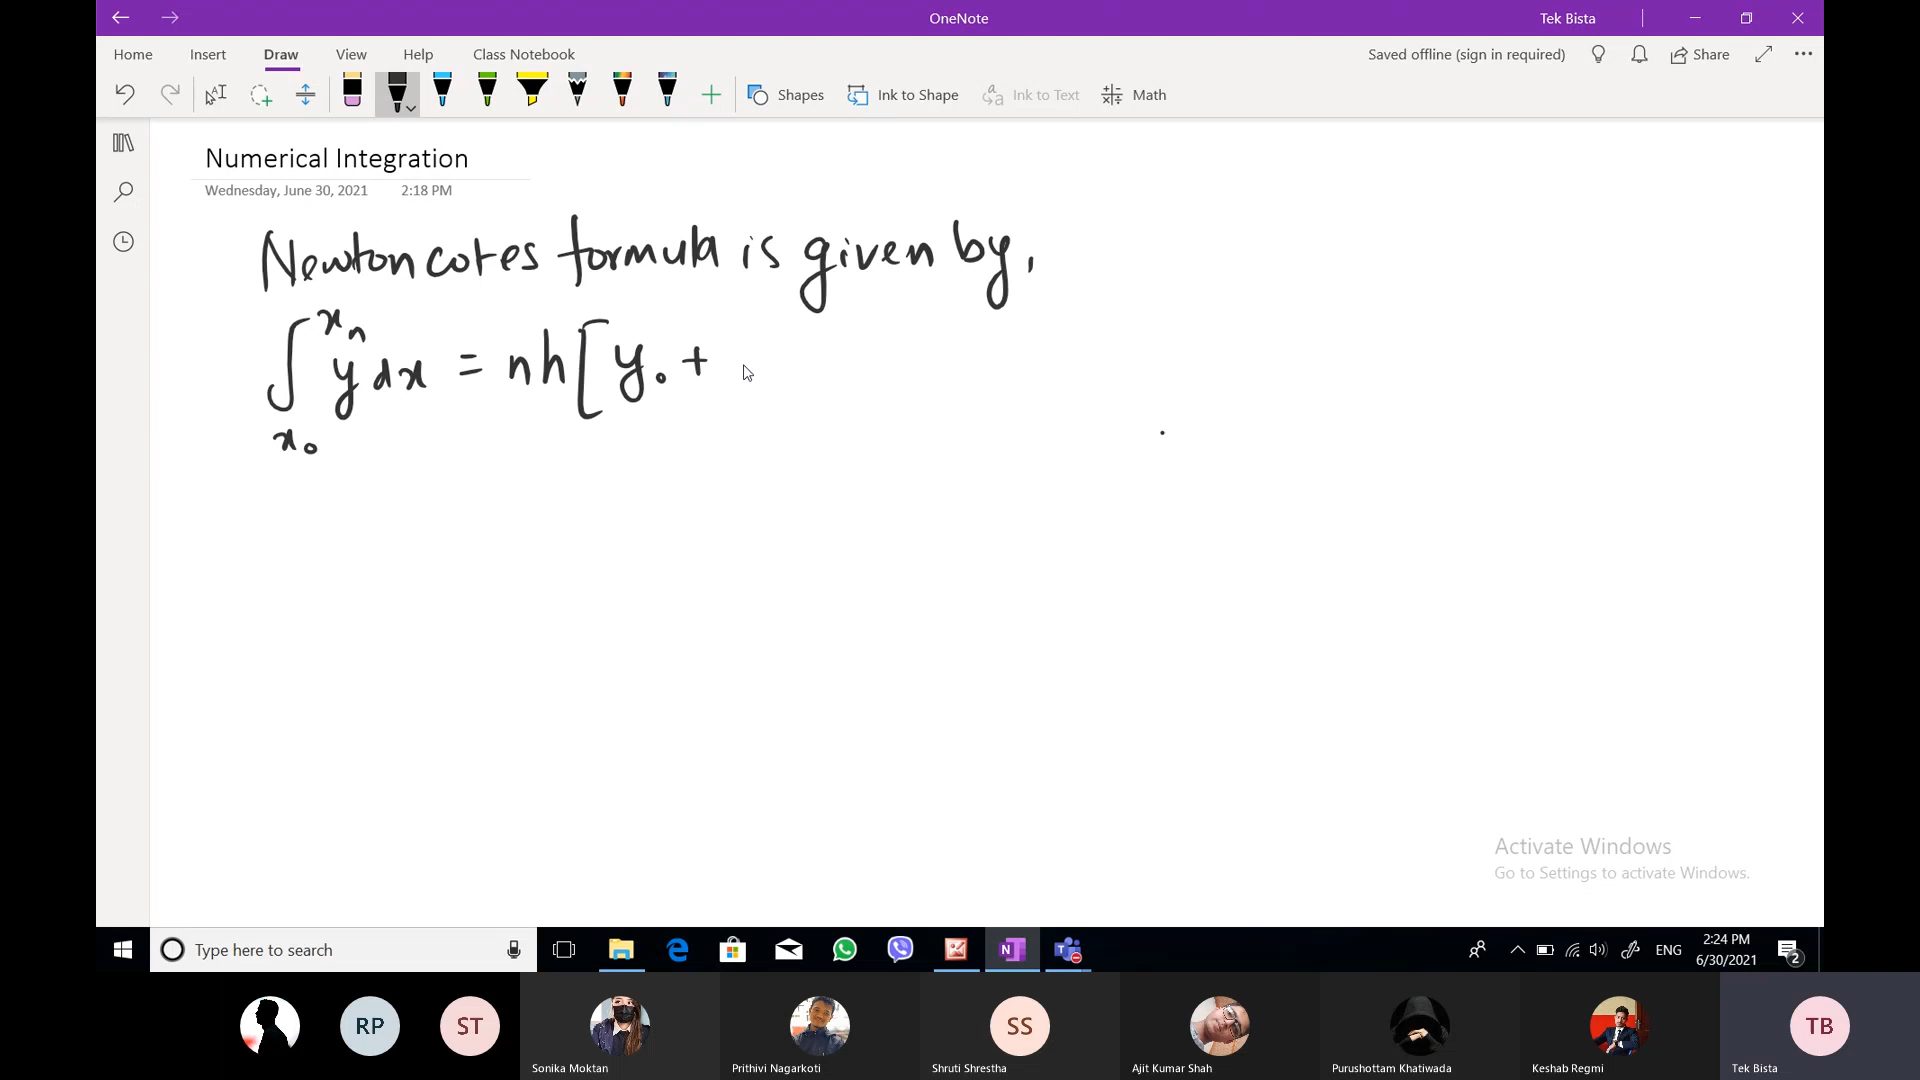 OneNote
Tek Bista
Home Insert Draw View Help Class Notebook
Saved offline (sign in required) Share
Shapes Ink to Shape Ink to Text Math
Numerical Integration
Wednesday, June 30, 2021 2:18 PM
Newton cotes formula is given by,
∫_{x₀}^{xₙ} y dx = nh[ y₀ +
Activate Windows
Go to Settings to activate Windows.
Type here to search
ENG
2:24 PM
6/30/2021
2
RP ST SS TB
Sonika Moktan Prithivi Nagarkoti Shruti Shrestha Ajit Kumar Shah Purushottam Khatiwada Keshab Regmi Tek Bista